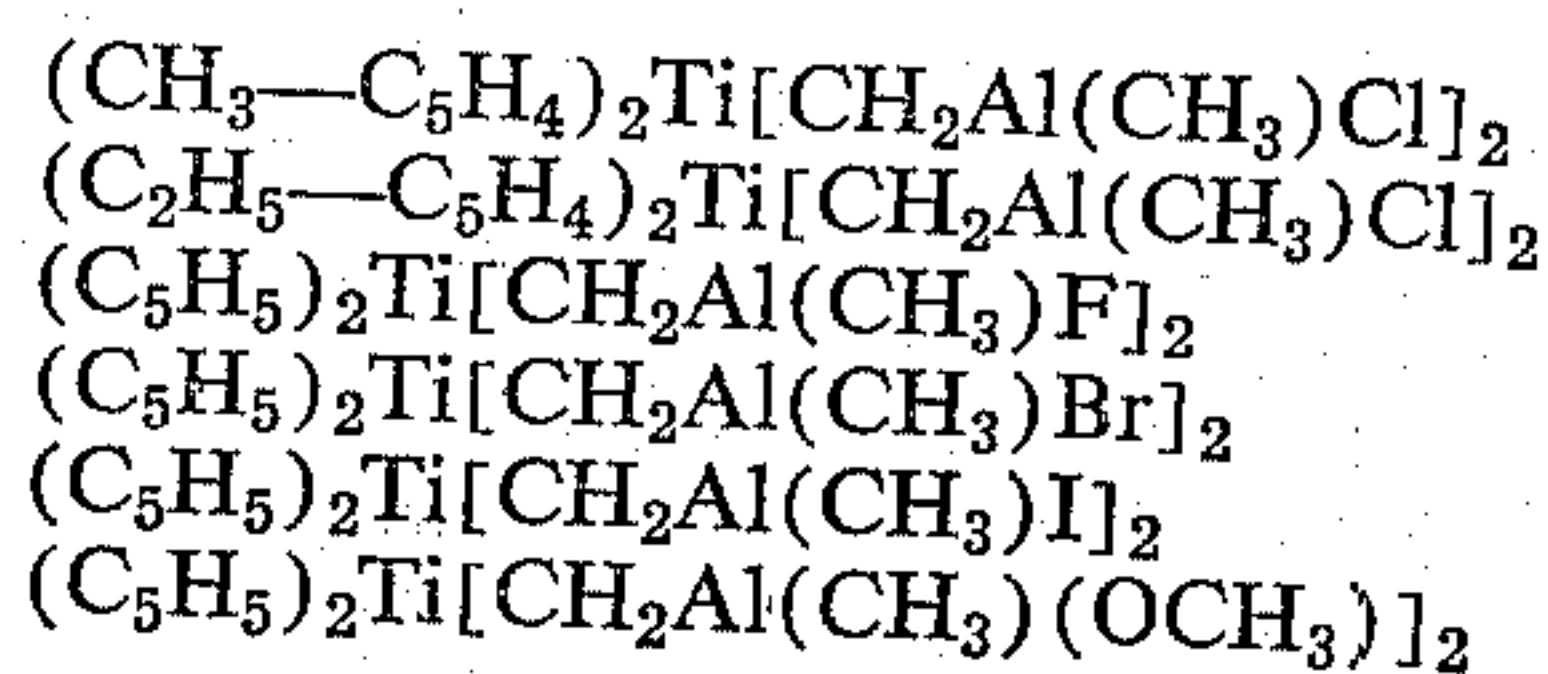 (CH₃—C₅H₄)₂Ti[CH₂Al(CH₃)Cl]₂
(C₂H₅—C₅H₄)₂Ti[CH₂Al(CH₃)Cl]₂
(C₅H₅)₂Ti[CH₂Al(CH₃)F]₂
(C₅H₅)₂Ti[CH₂Al(CH₃)Br]₂
(C₅H₅)₂Ti[CH₂Al(CH₃)I]₂
(C₅H₅)₂Ti[CH₂Al(CH₃)(OCH₃)]₂